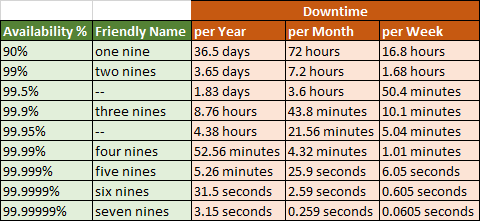 Downtime
Availability % Friendly Name per Year per Month per Week
90% one nine 36.5 days 72 hours 16.8 hours
99% two nines 3.65 days 7.2 hours 1.68 hours
99.5% -- 1.83 days 3.6 hours 50.4 minutes
99.9% three nines 8.76 hours 43.8 minutes 10.1 minutes
99.95% -- 4.38 hours 21.56 minutes 5.04 minutes
99.99% four nines 52.56 minutes 4.32 minutes 1.01 minutes
99.999% five nines 5.26 minutes 25.9 seconds 6.05 seconds
99.9999% six nines 31.5 seconds 2.59 seconds 0.605 seconds
99.99999% seven nines 3.15 seconds 0.259 seconds 0.0605 seconds